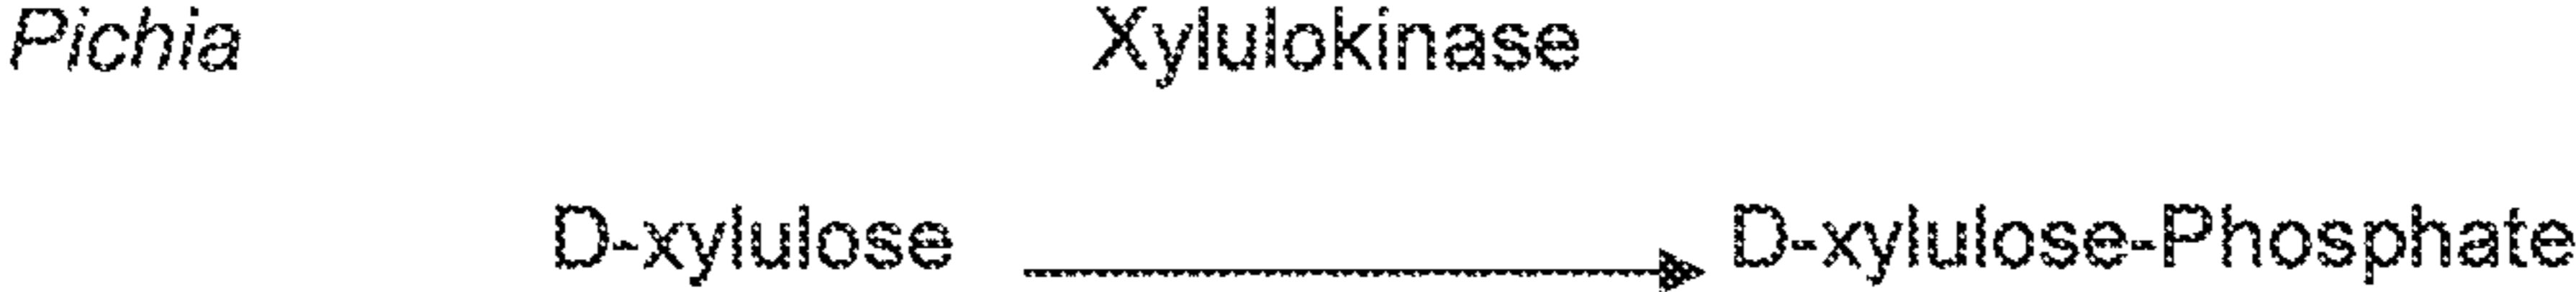 Pichia Xylulokinase
D-xylulose D-xylulose-Phosphate